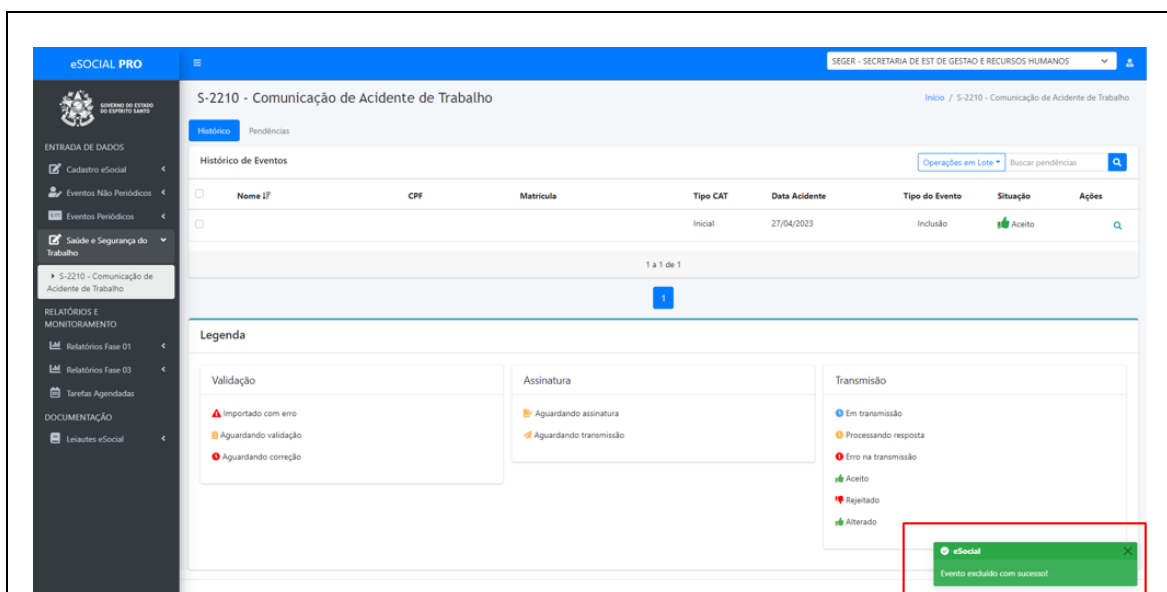 eSOCIAL PRO
SEGER - SECRETARIA DE EST DE GESTAO E RECURSOS HUMANOS
GOVERNO DO ESTADO
DO ESPÍRITO SANTO
S-2210 - Comunicação de Acidente de Trabalho
Início / S-2210 - Comunicação de Acidente de Trabalho
Histórico Pendências
ENTRADA DE DADOS
Cadastro eSocial
Eventos Não Periódicos
Eventos Periódicos
Saúde e Segurança do
Trabalho
S-2210 - Comunicação de
Acidente de Trabalho
RELATÓRIOS E
MONITORAMENTO
Relatórios Fase 01
Relatórios Fase 03
Tarefas Agendadas
DOCUMENTAÇÃO
Leiautes eSocial
Histórico de Eventos
Operações em Lote Buscar pendências
Nome CPF Matrícula Tipo CAT Data Acidente Tipo do Evento Situação Ações
Inicial 27/04/2023 Inclusão Aceito
1 a 1 de 1
1
Legenda
Validação
Importado com erro
Aguardando validação
Aguardando correção
Assinatura
Aguardando assinatura
Aguardando transmissão
Transmisão
Em transmissão
Processando resposta
Erro na transmissão
Aceito
Rejeitado
Alterado
eSocial
Evento excluído com sucesso!